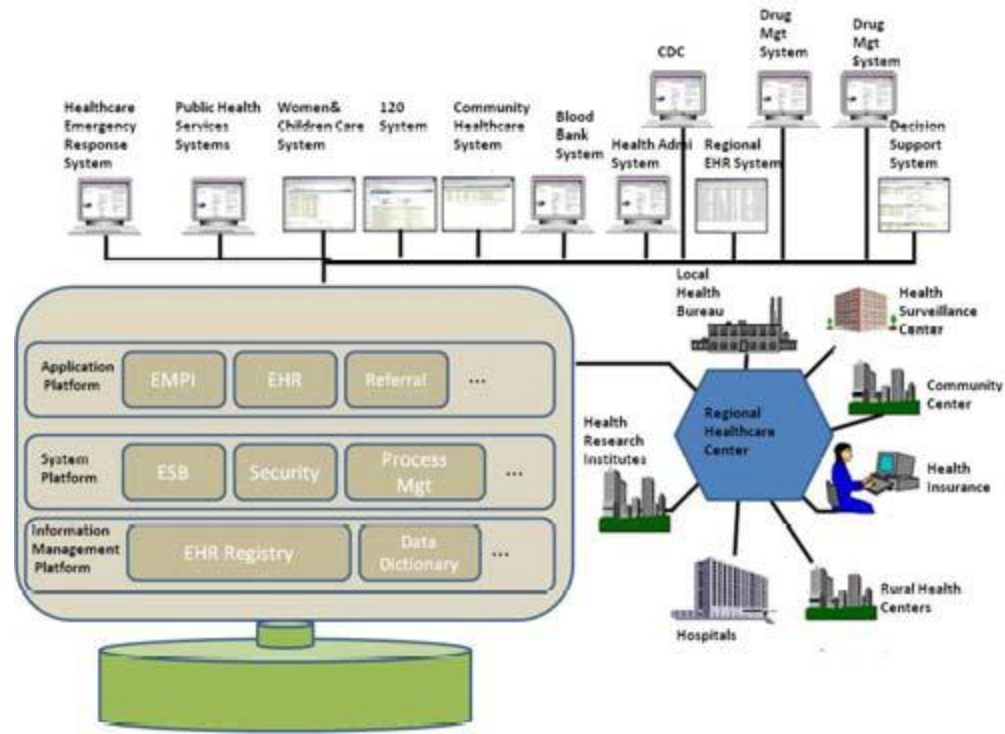 Drug
Mgt
System
Drug
Mgt
System
CDC
Healthcare
Emergency
Response
System
Public Health
Services
Systems
Women&
Children Care
System
120
System
Community
Healthcare
System
Blood
Bank
System
Health Admi
System
Regional
EHR System
Decision
Support
System
Application
Platform
EMPI
EHR
Referral
...
System
Platform
ESB
Security
Process
Mgt
...
Information
Management
Platform
EHR Registry
Data
Dictionary
...
Local
Health
Bureau
Health
Surveillance
Center
Community
Center
Regional
Healthcare
Center
Health
Research
Institutes
Health
Insurance
Rural Health
Centers
Hospitals